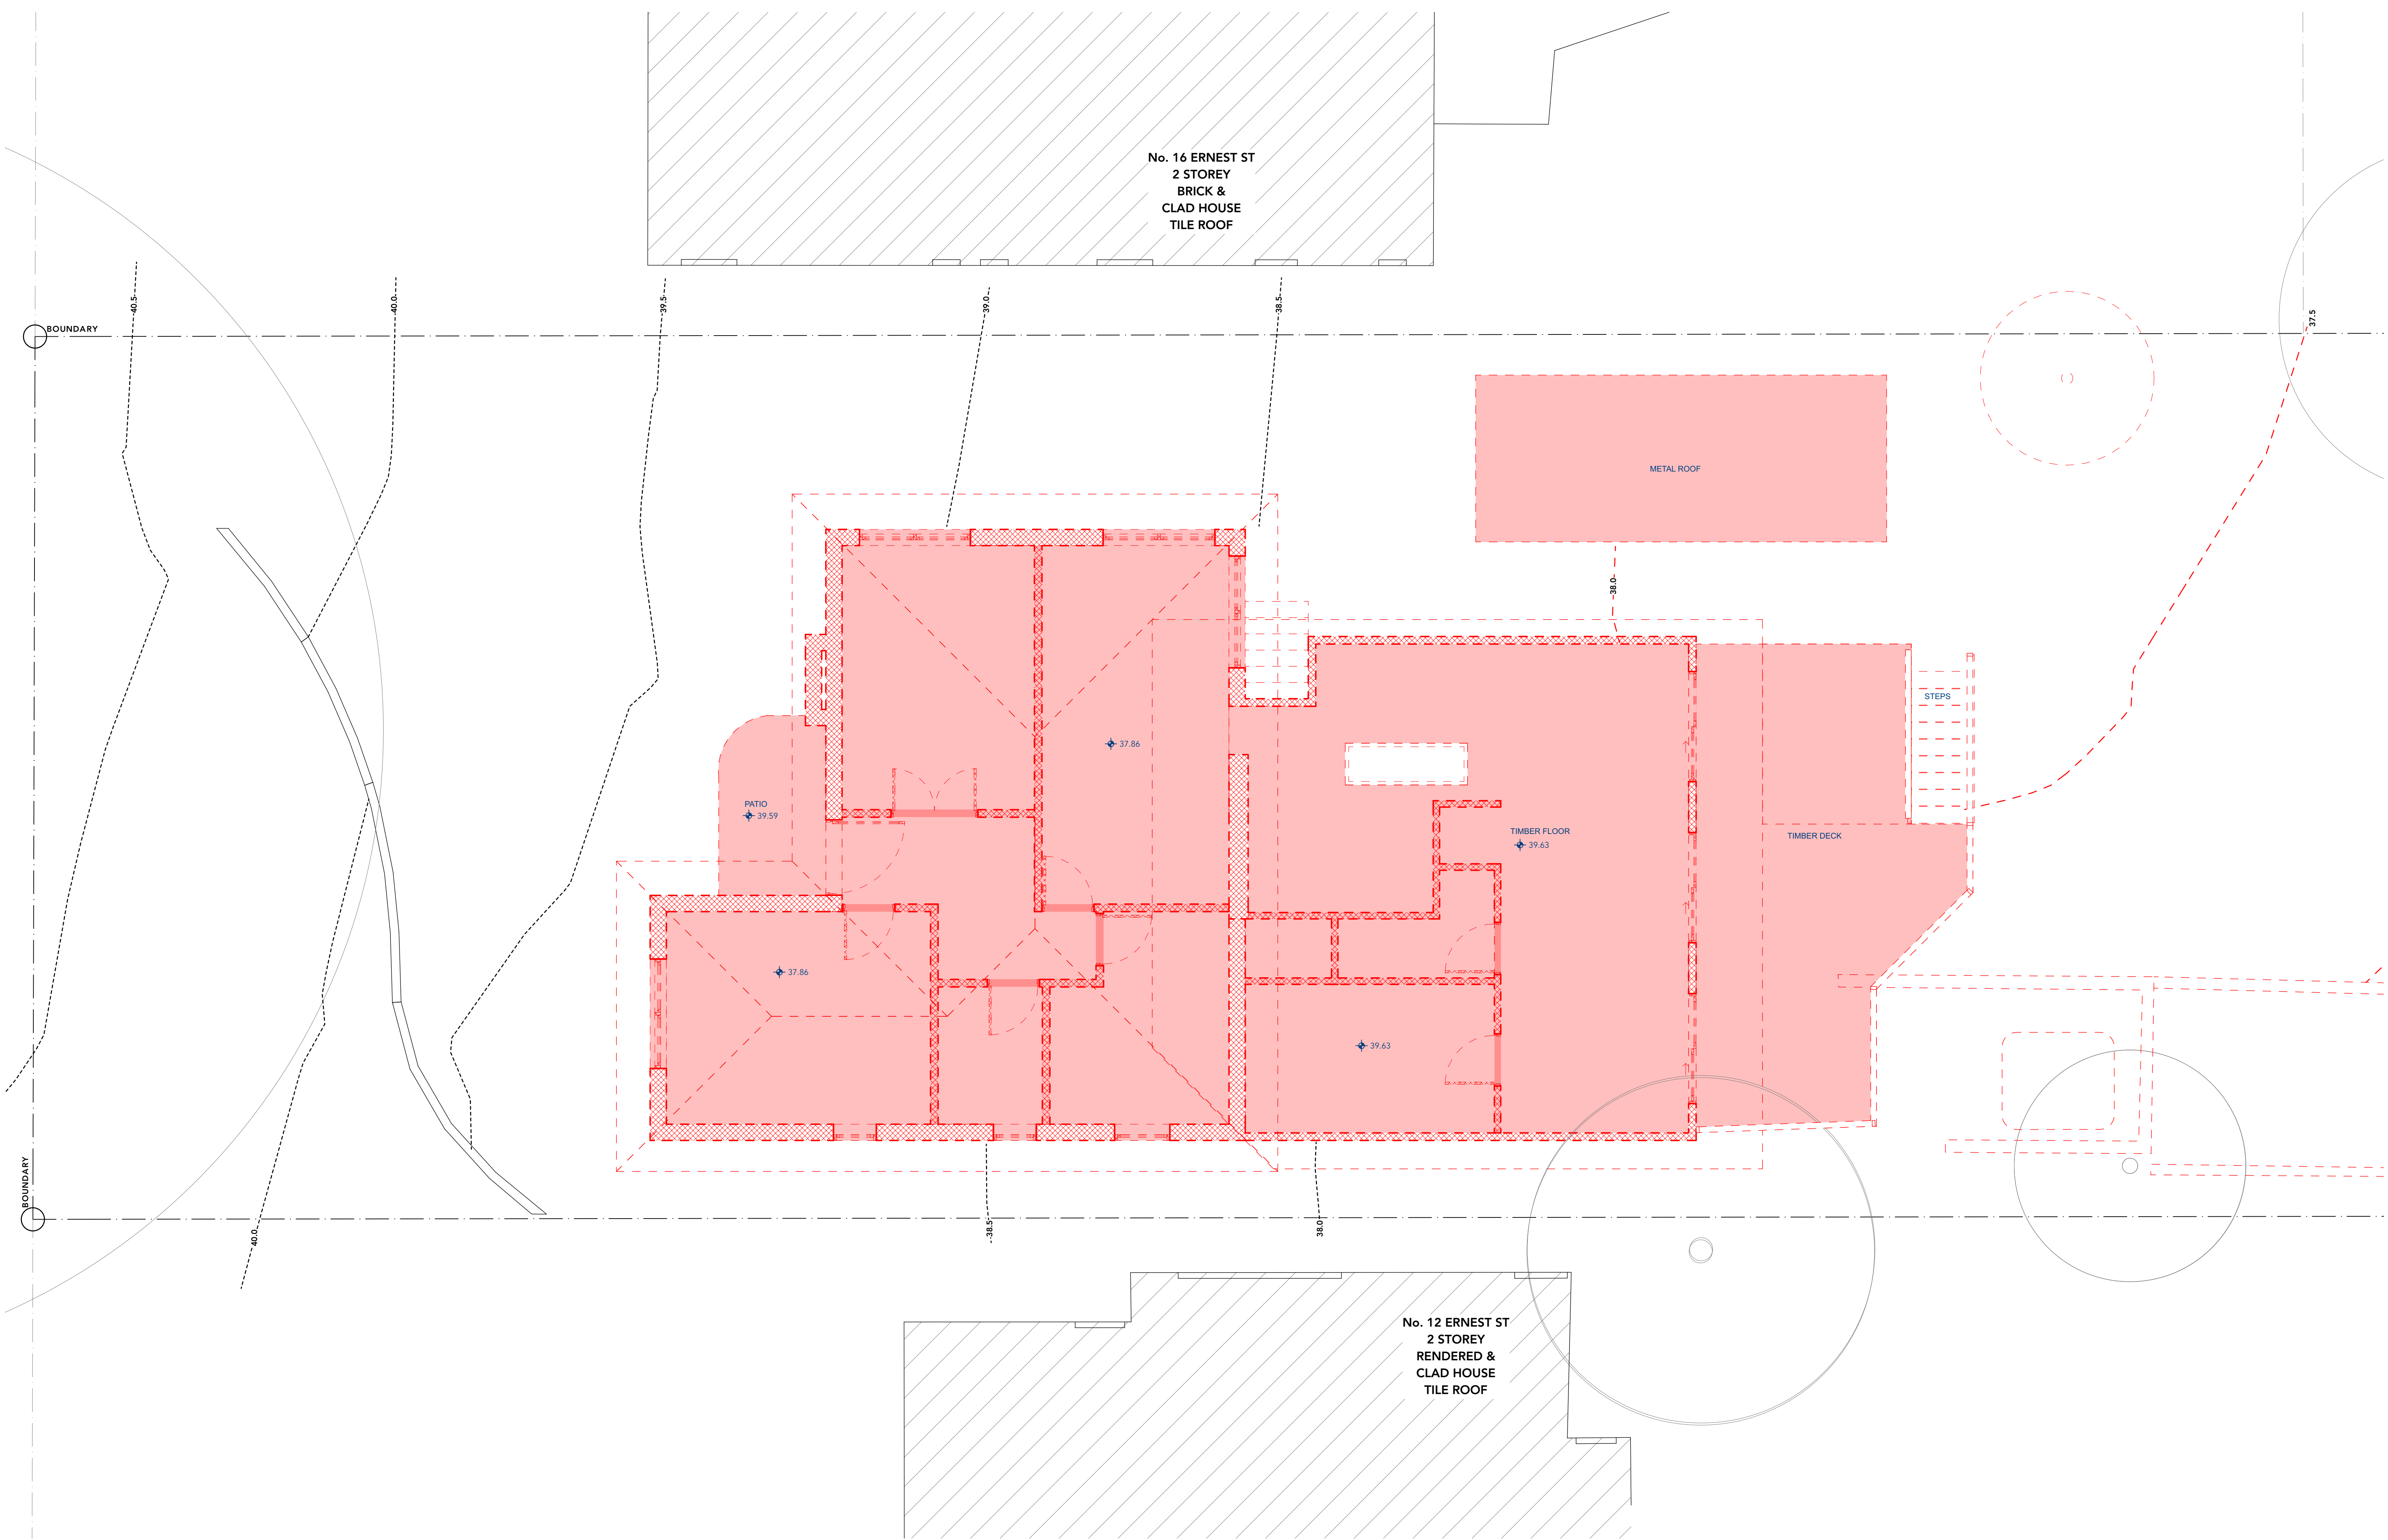 No. 16 ERNEST ST
2 STOREY
BRICK &
CLAD HOUSE
TILE ROOF
40.5
40.0
39.5
39.0
38.5
37.5
BOUNDARY
METAL ROOF
38.0
STEPS
37.86
PATIO
39.59
TIMBER FLOOR
39.63
TIMBER DECK
37.86
39.63
BOUNDARY
40.0
38.5
38.0
No. 12 ERNEST ST
2 STOREY
RENDERED &
CLAD HOUSE
TILE ROOF